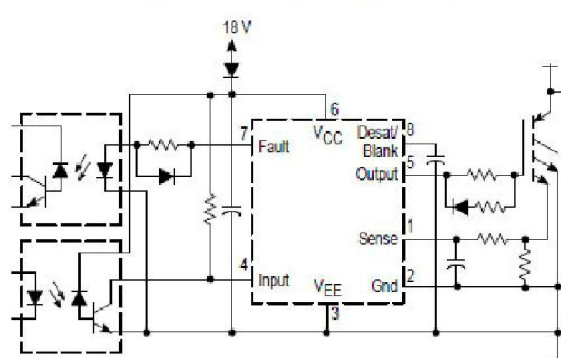 18 V
6
7 VCC Desat/ 8
Fault Blank
5
Output
Sense 1
4
Input VEE Gnd 2
3